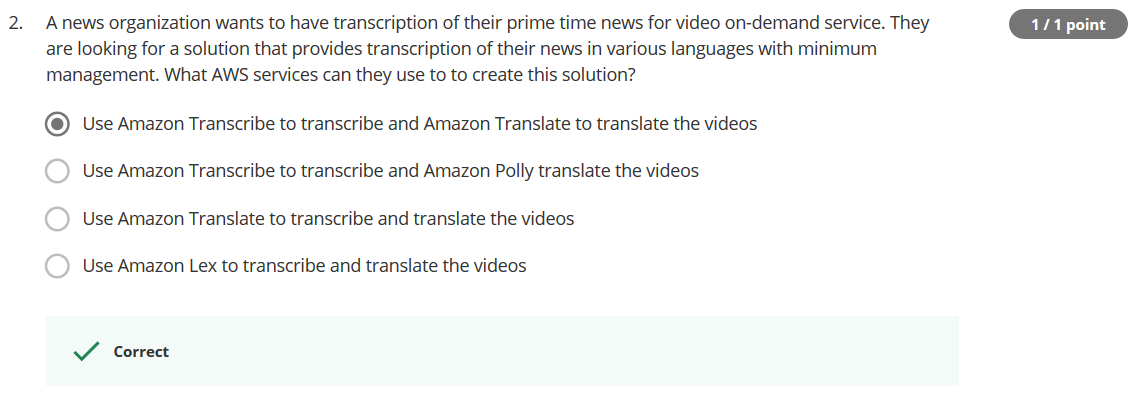 2. A news organization wants to have transcription of their prime time news for video on-demand service. They
1 / 1 point
are looking for a solution that provides transcription of their news in various languages with minimum
management. What AWS services can they use to to create this solution?
Use Amazon Transcribe to transcribe and Amazon Translate to translate the videos
Use Amazon Transcribe to transcribe and Amazon Polly translate the videos
Use Amazon Translate to transcribe and translate the videos
Use Amazon Lex to transcribe and translate the videos
Correct